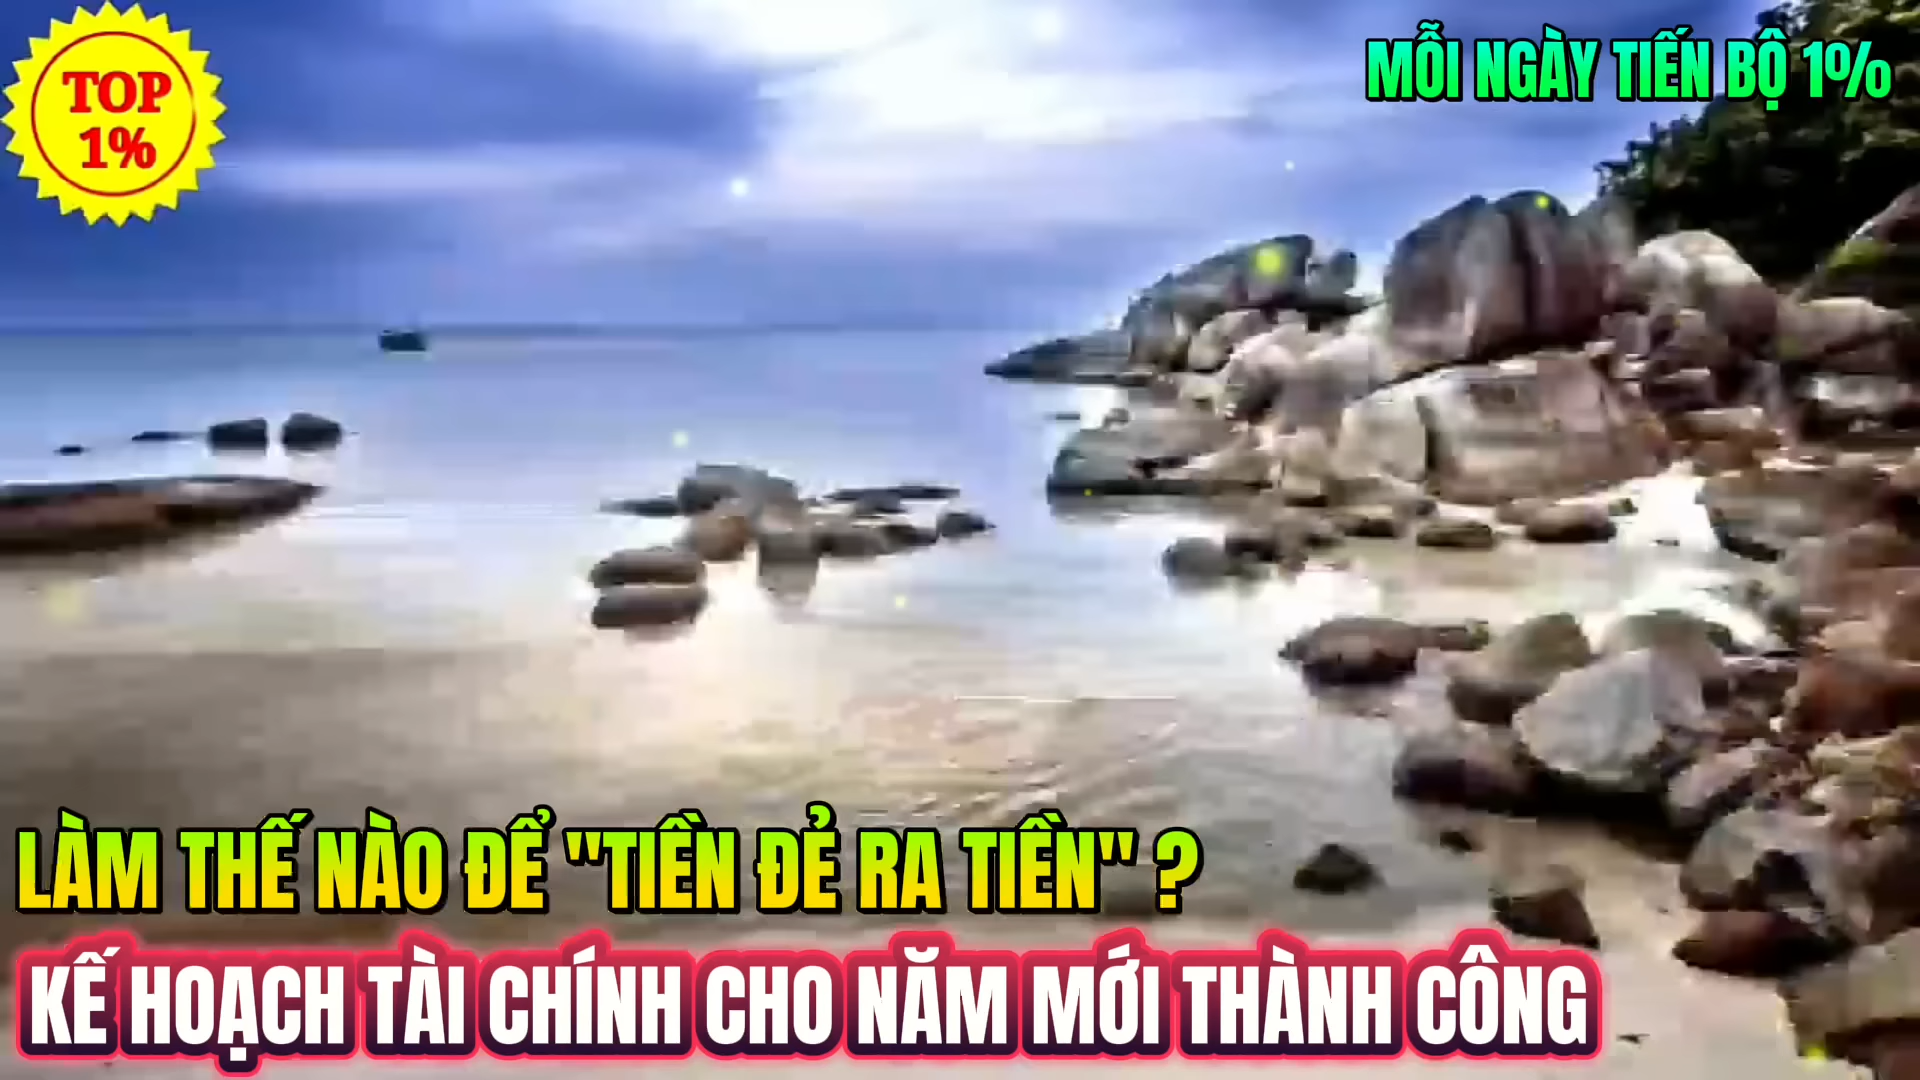 TOP
1%
MỖI NGÀY TIẾN BỘ 1%
LÀM THẾ NÀO ĐỂ "TIỀN ĐẺ RA TIỀN" ?
KẾ HOẠCH TÀI CHÍNH CHO NĂM MỚI THÀNH CÔNG